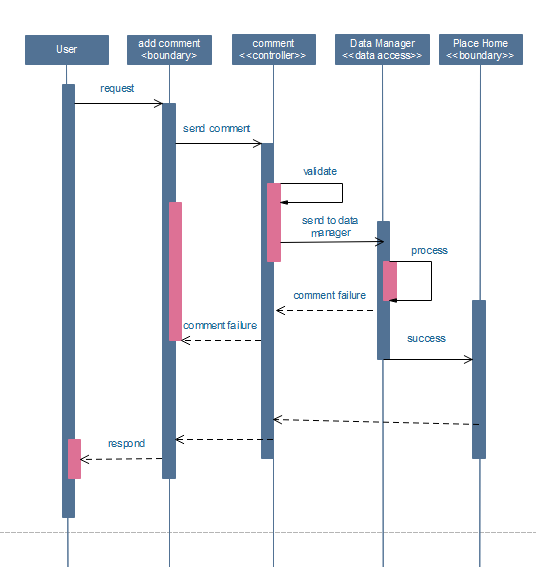 User
add comment
<boundary>
comment
<<controller>>
Data Manager
<<data access>>
Place Home
<<boundary>>
request
send comment
validate
send to data
manager
process
comment failure
comment failure
success
respond